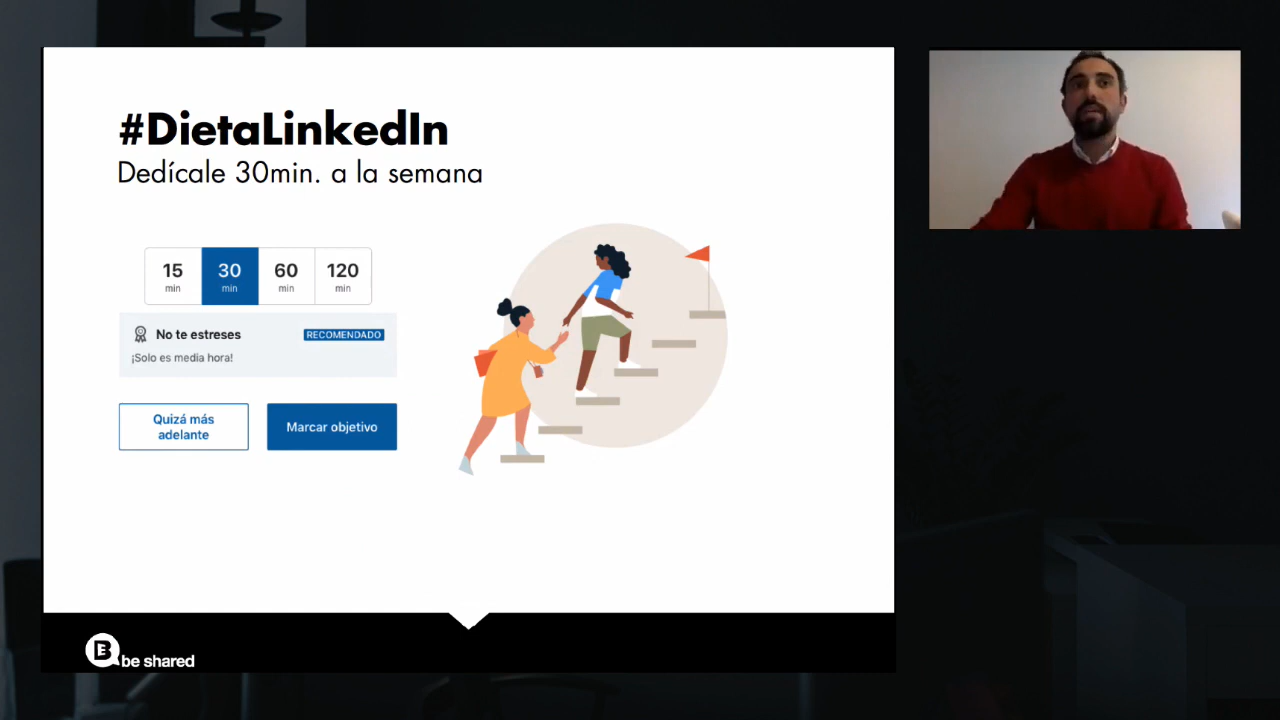 #DietaLinkedIn
Dedícale 30min. a la semana
15 30 60 120
min min min min
No te estreses RECOMENDADO
¡Solo es media hora!
Quizá más
adelante
Marcar objetivo
B be shared